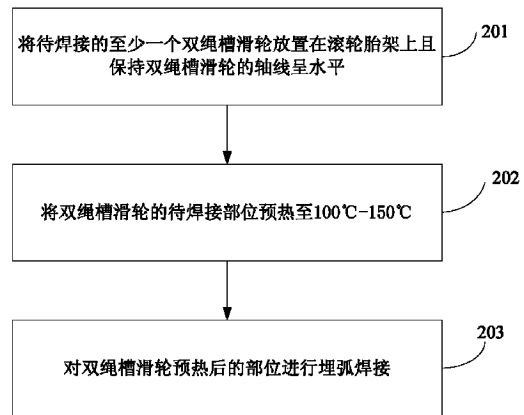 将待焊接的至少一个双绳槽滑轮放置在滚轮胎架上且
保持双绳槽滑轮的轴线呈水平
201
将双绳槽滑轮的待焊接部位预热至100℃-150℃
202
对双绳槽滑轮预热后的部位进行埋弧焊接
203